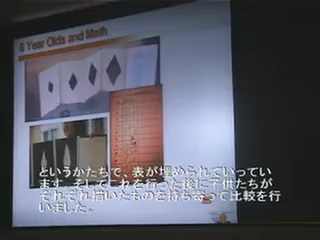 8 Year Olds and Math
というかたちで、表が埋められていってい
ます。そしてこれを行った後に子供たちが
それぞれ描いたものを持ち寄って比較を行
いました。